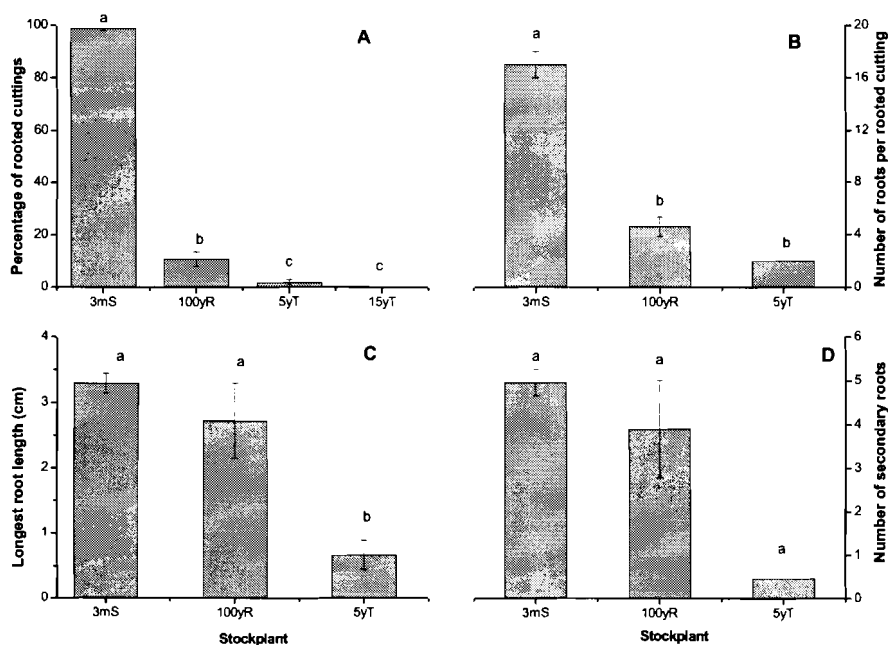 A
Percentage of rooted cuttings
100
80
60
40
20
0
a
b
c
c
3mS
100yR
5yT
15yT
B
Number of roots per rooted cutting
20
16
12
8
4
0
a
b
b
3mS
100yR
5yT
C
Longest root length (cm)
4
3
2
1
0
a
a
b
3mS
100yR
5yT
Stockplant
D
Number of secondary roots
6
5
4
3
2
1
0
a
a
a
3mS
100yR
5yT
Stockplant